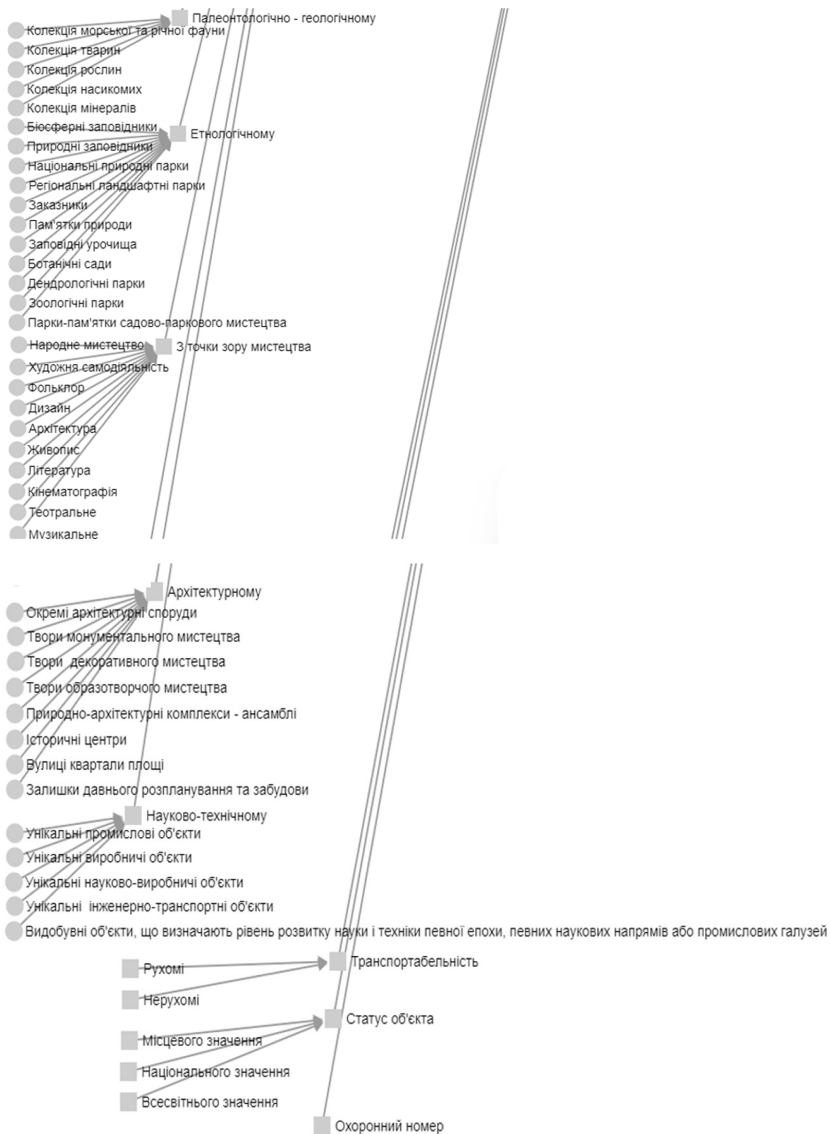 Палеонтологічно - геологічному
Колекція морської та річної фауни
Колекція тварин
Колекція рослин
Колекція насикомих
Колекція мінералів
Біосферні заповідники
Етнологічному
Природні заповідники
Національні природні парки
Регіональні ландшафтні парки
Заказники
Пам'ятки природи
Заповідні урочища
Ботанічні сади
Дендрологічні парки
Зоологічні парки
Парки-пам'ятки садово-паркового мистецтва
Народне мистецтво
З точки зору мистецтва
Художня самодіяльність
Фольклор
Дизайн
Архітектура
Живопис
Література
Кінематографія
Теотральне
Музикальне
Архітектурному
Окремі архітектурні споруди
Твори монументального мистецтва
Твори декоративного мистецтва
Твори образотворчого мистецтва
Природно-архітектурні комплекси - ансамблі
Історичні центри
Вулиці квартали площі
Залишки давнього розпланування та забудови
Науково-технічному
Унікальні промислові об'єкти
Унікальні виробничі об'єкти
Унікальні науково-виробничі об'єкти
Унікальні інженерно-транспортні об'єкти
Видобувні об'єкти, що визначають рівень розвитку науки і техніки певної епохи, певних наукових напрямів або промислових галузей
Рухомі
Транспортабельність
Нерухомі
Статус об'єкта
Місцевого значення
Національного значення
Всесвітнього значення
Охоронний номер